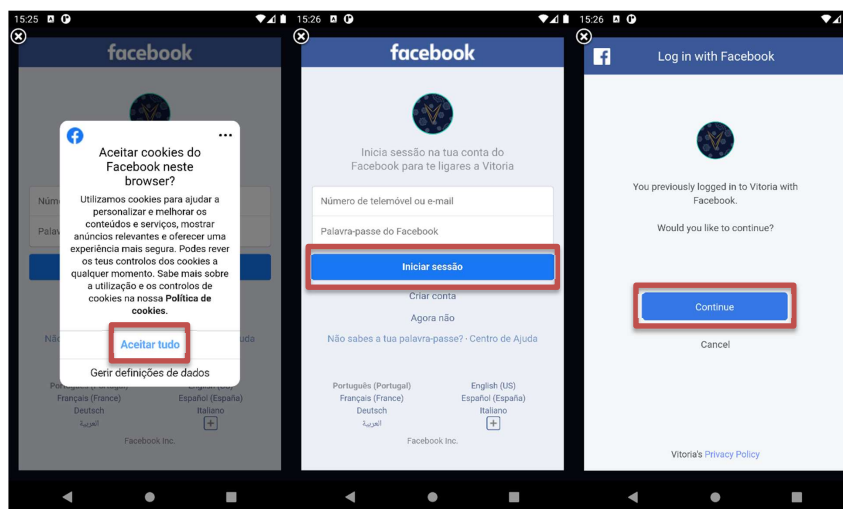 15:25
facebook
Aceitar cookies do
Facebook neste
browser?
Utilizamos cookies para ajudar a
personalizar e melhorar os
conteúdos e serviços, mostrar
anúncios relevantes e oferecer uma
experiência mais segura. Podes rever
os teus controlos dos cookies a
qualquer momento. Sabe mais sobre
a utilização e os controlos de
cookies na nossa Política de
cookies.
Aceitar tudo
Gerir definições de dados
Français (France)
Español (España)
Deutsch
Italiano
العربية
Facebook Inc.
15:26
facebook
Inicia sessão na tua conta do
Facebook para te ligares a Vitoria
Número de telemóvel ou e-mail
Palavra-passe do Facebook
Iniciar sessão
Criar conta
Agora não
Não sabes a tua palavra-passe? · Centro de Ajuda
Português (Portugal)
English (US)
Français (France)
Español (España)
Deutsch
Italiano
العربية
Facebook Inc.
15:26
Log in with Facebook
You previously logged in to Vitoria with
Facebook.
Would you like to continue?
Continue
Cancel
Vitoria's Privacy Policy